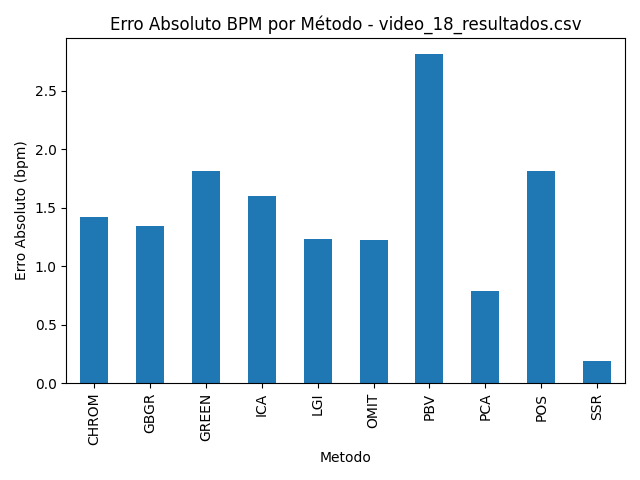 Erro Absoluto BPM por Método - video_18_resultados.csv
Erro Absoluto (bpm)
2.5
2.0
1.5
1.0
0.5
0.0
CHROM
GBGR
GREEN
ICA
LGI
OMIT
PBV
PCA
POS
SSR
Metodo